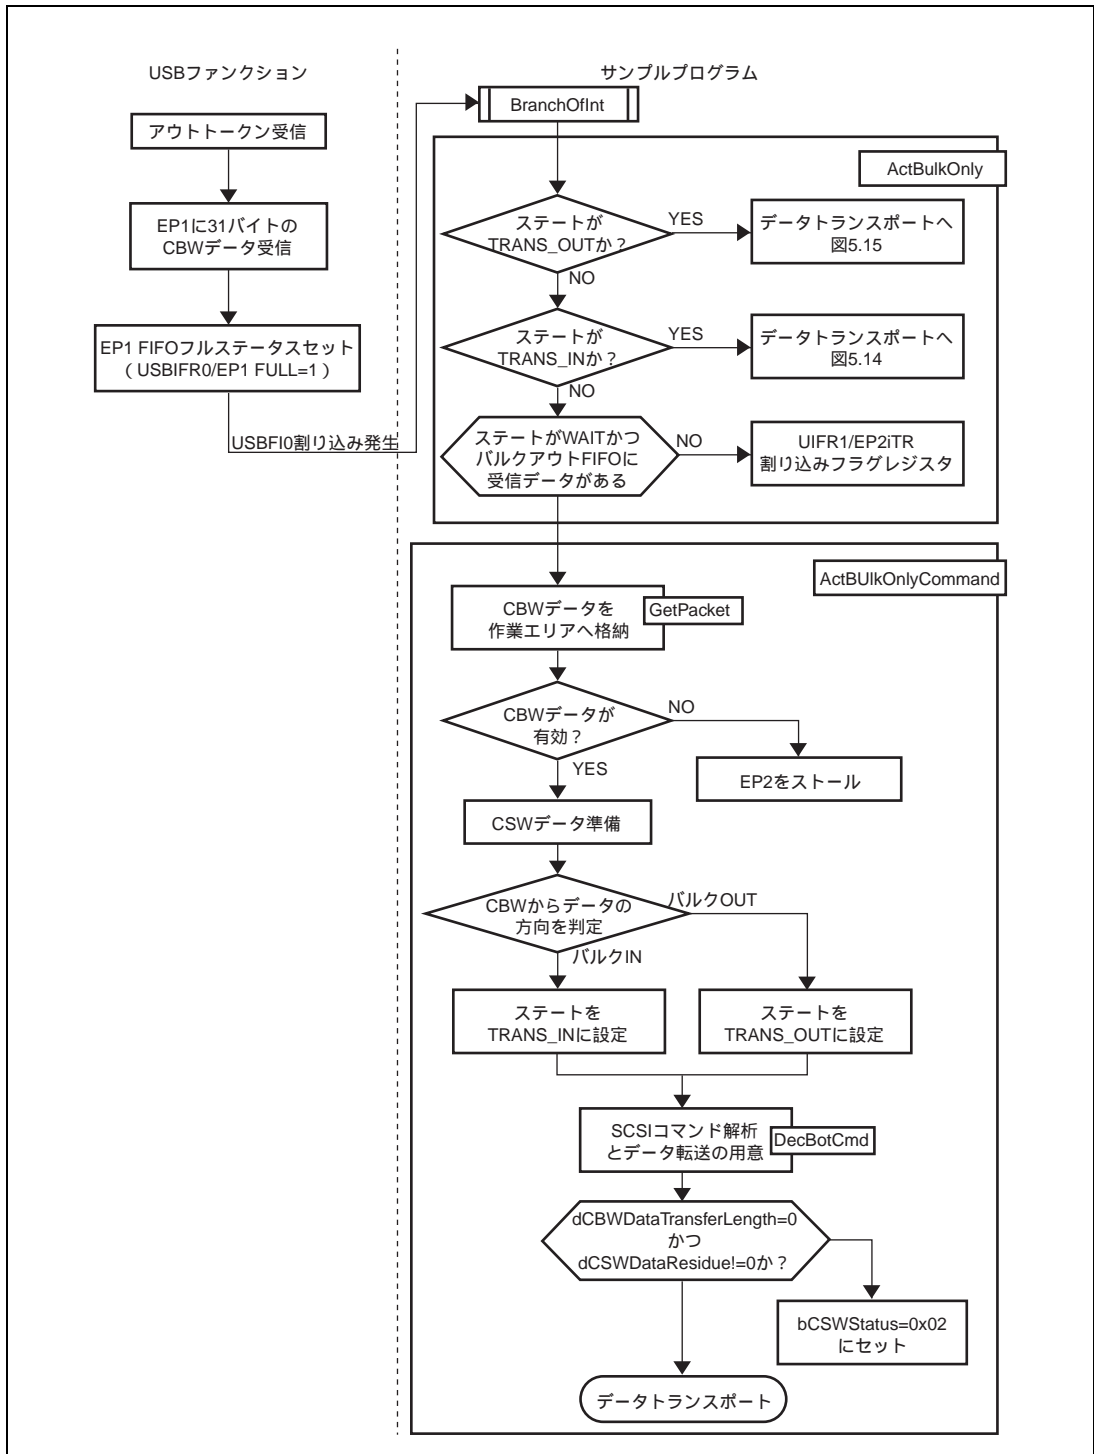 USBファンクション
サンプルプログラム
BranchOfInt
アウトトークン受信
ActBulkOnly
EP1に31バイトの
CBWデータ受信
ステートが
TRANS_OUTか？
YES
データトランスポートへ
図5.15
NO
EP1 FIFOフルステータスセット
（USBIFR0/EP1 FULL=1）
ステートが
TRANS_INか？
YES
データトランスポートへ
図5.14
NO
USBFI0割り込み発生
ステートがWAITかつ
バルクアウトFIFOに
受信データがある
NO
UIFR1/EP2iTR
割り込みフラグレジスタ
ActBUlkOnlyCommand
CBWデータを
作業エリアへ格納
GetPacket
CBWデータが
有効？
NO
YES
EP2をストール
CSWデータ準備
CBWからデータの
方向を判定
バルクOUT
バルクIN
ステートを
TRANS_INに設定
ステートを
TRANS_OUTに設定
SCSIコマンド解析
とデータ転送の用意
DecBotCmd
dCBWDataTransferLength=0
かつ
dCSWDataResidue!=0か？
bCSWStatus=0x02
にセット
データトランスポート